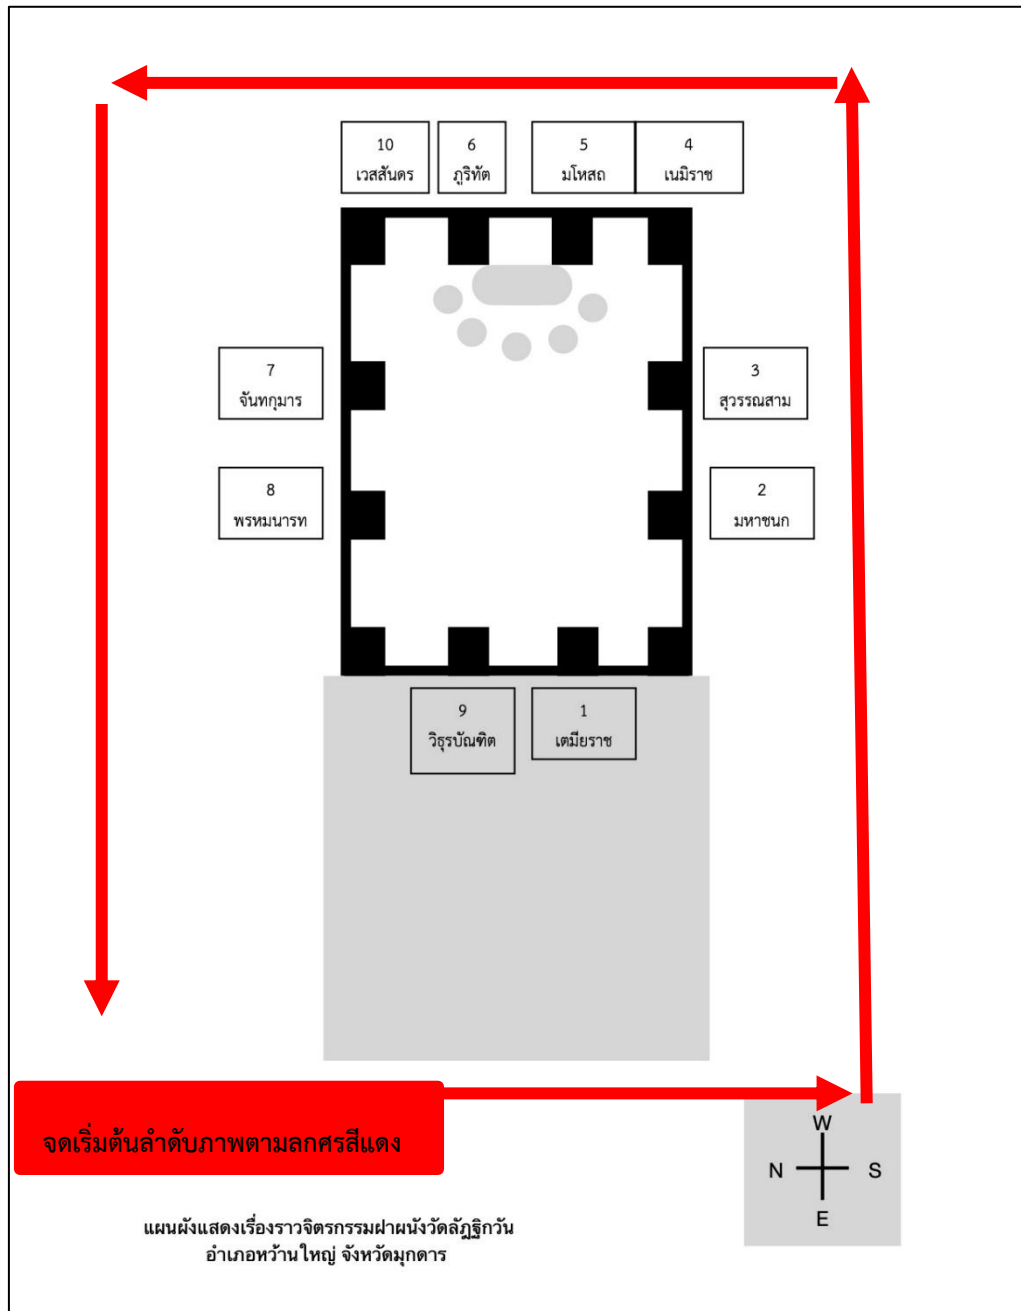 10
เวสสันดร
6
ภูริทัต
5
มโหสถ
4
เนมิราช
7
จันทกุมาร
3
สุวรรณสาม
8
พรหมนารท
2
มหาชนก
9
วิธุรบัณฑิต
1
เตมียราช
จดเริ่มต้นลำดับภาพตามลกศรสีแดง
W
N
S
E
แผนผังแสดงเรื่องราวจิตรกรรมฝาผนังวัดลัฏฐิกวัน
อำเภอหว้านใหญ่ จังหวัดมุกดาร